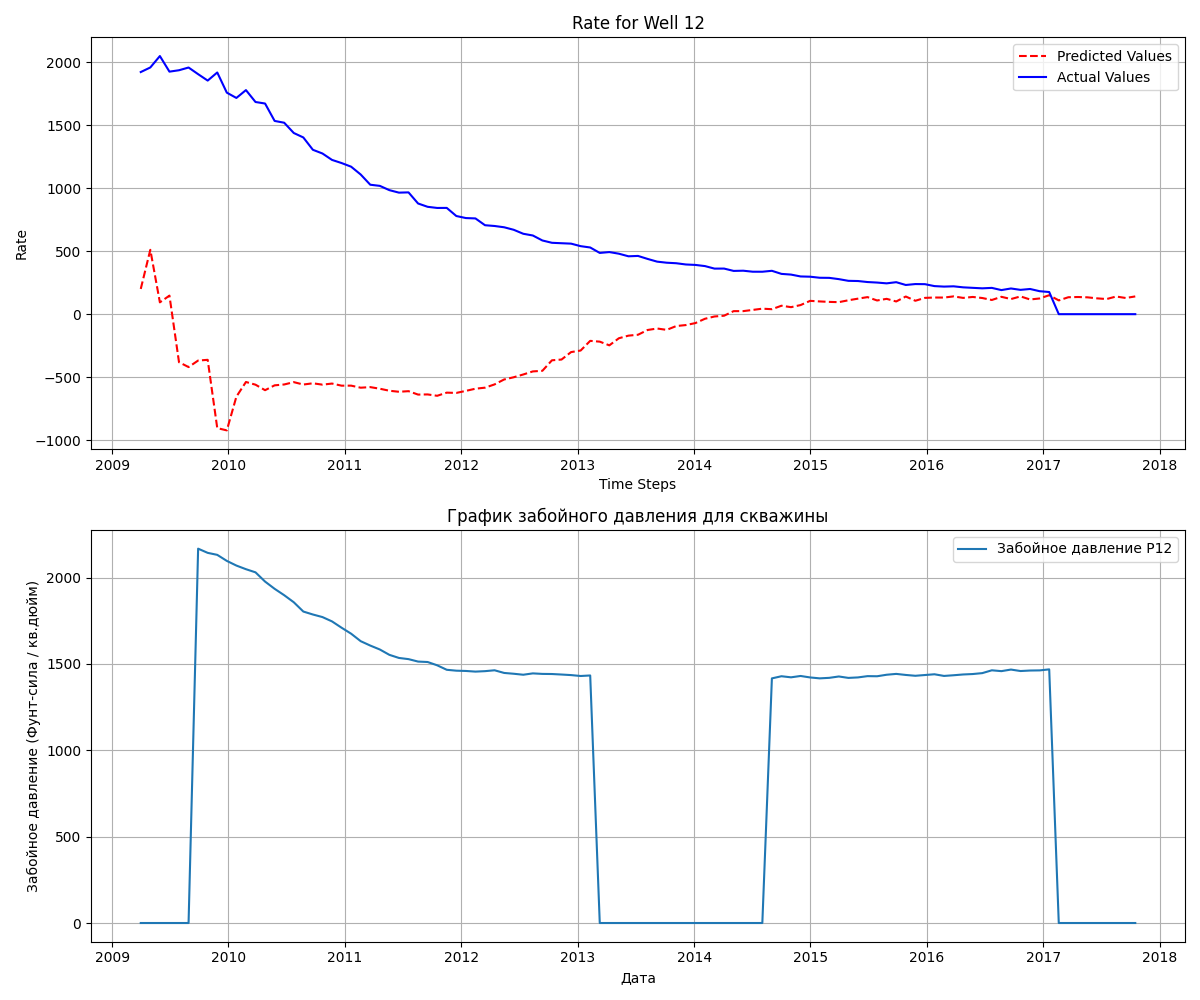 Rate for Well 12
Rate
2000
1500
1000
500
0
−500
−1000
Predicted Values
Actual Values
2009 2010 2011 2012 2013 2014 2015 2016 2017 2018
Time Steps
График забойного давления для скважины
Забойное давление (Фунт-сила / кв.дюйм)
2000
1500
1000
500
0
Забойное давление P12
2009 2010 2011 2012 2013 2014 2015 2016 2017 2018
Дата